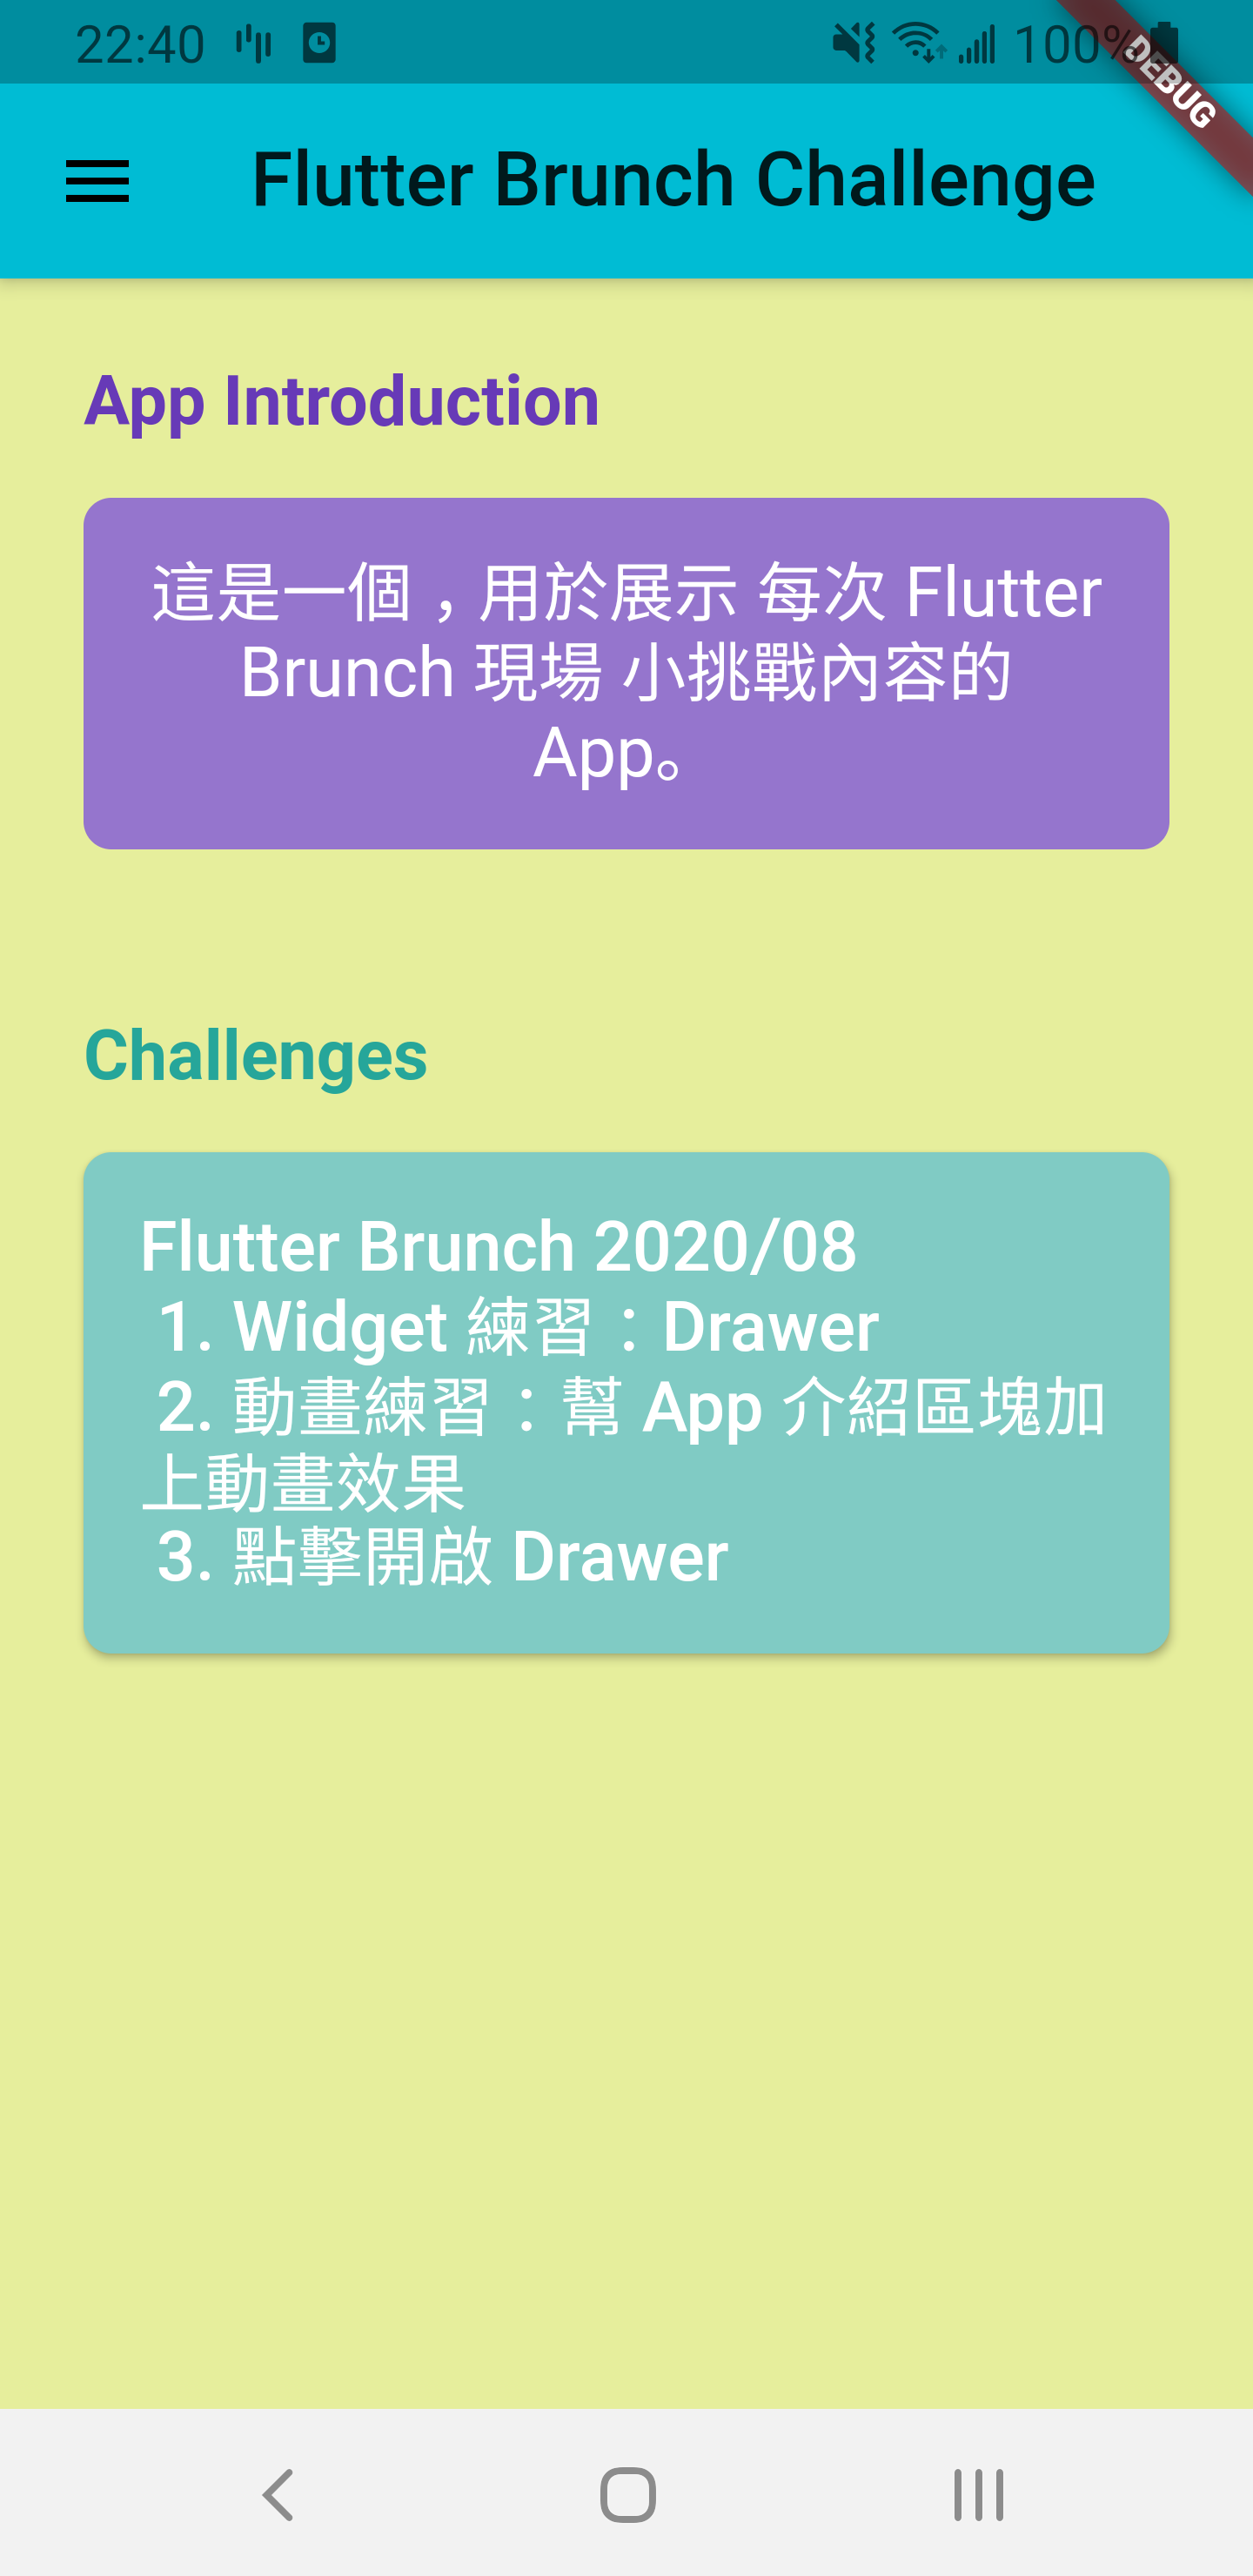 22:40
100%
DEBUG
Flutter Brunch Challenge
App Introduction
這是一個，用於展示 每次 Flutter
Brunch 現場 小挑戰內容的
App。
Challenges
Flutter Brunch 2020/08
1. Widget 練習：Drawer
2. 動畫練習：幫 App 介紹區塊加
上動畫效果
3. 點擊開啟 Drawer